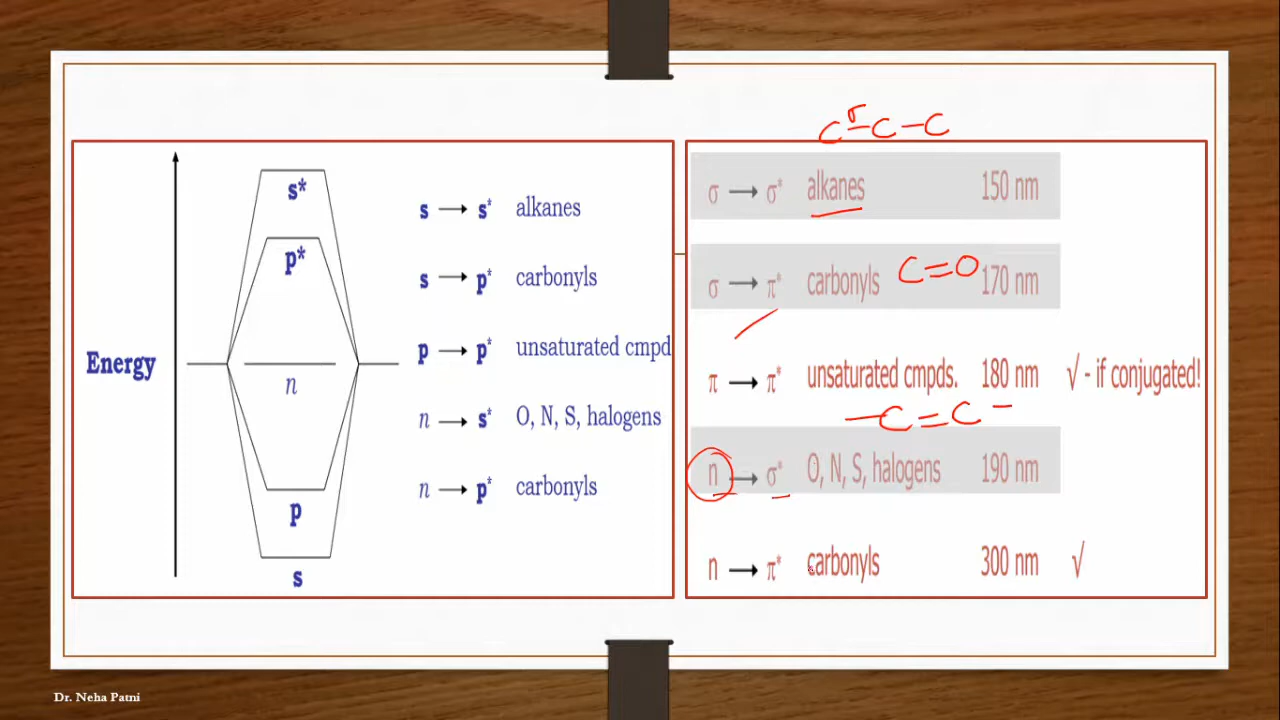 s*
p*
Energy
n
p
s
s → s* alkanes
s → p* carbonyls
p → p* unsaturated cmpd
n → s* O, N, S, halogens
n → p* carbonyls
C σ– C – C
σ → σ* alkanes 150 nm
σ → π* carbonyls C=O 170 nm
π → π* unsaturated cmpds. 180 nm √ - if conjugated!
–C=C–
n → σ* O, N, S, halogens 190 nm
n → π* carbonyls 300 nm √
Dr. Neha Patni